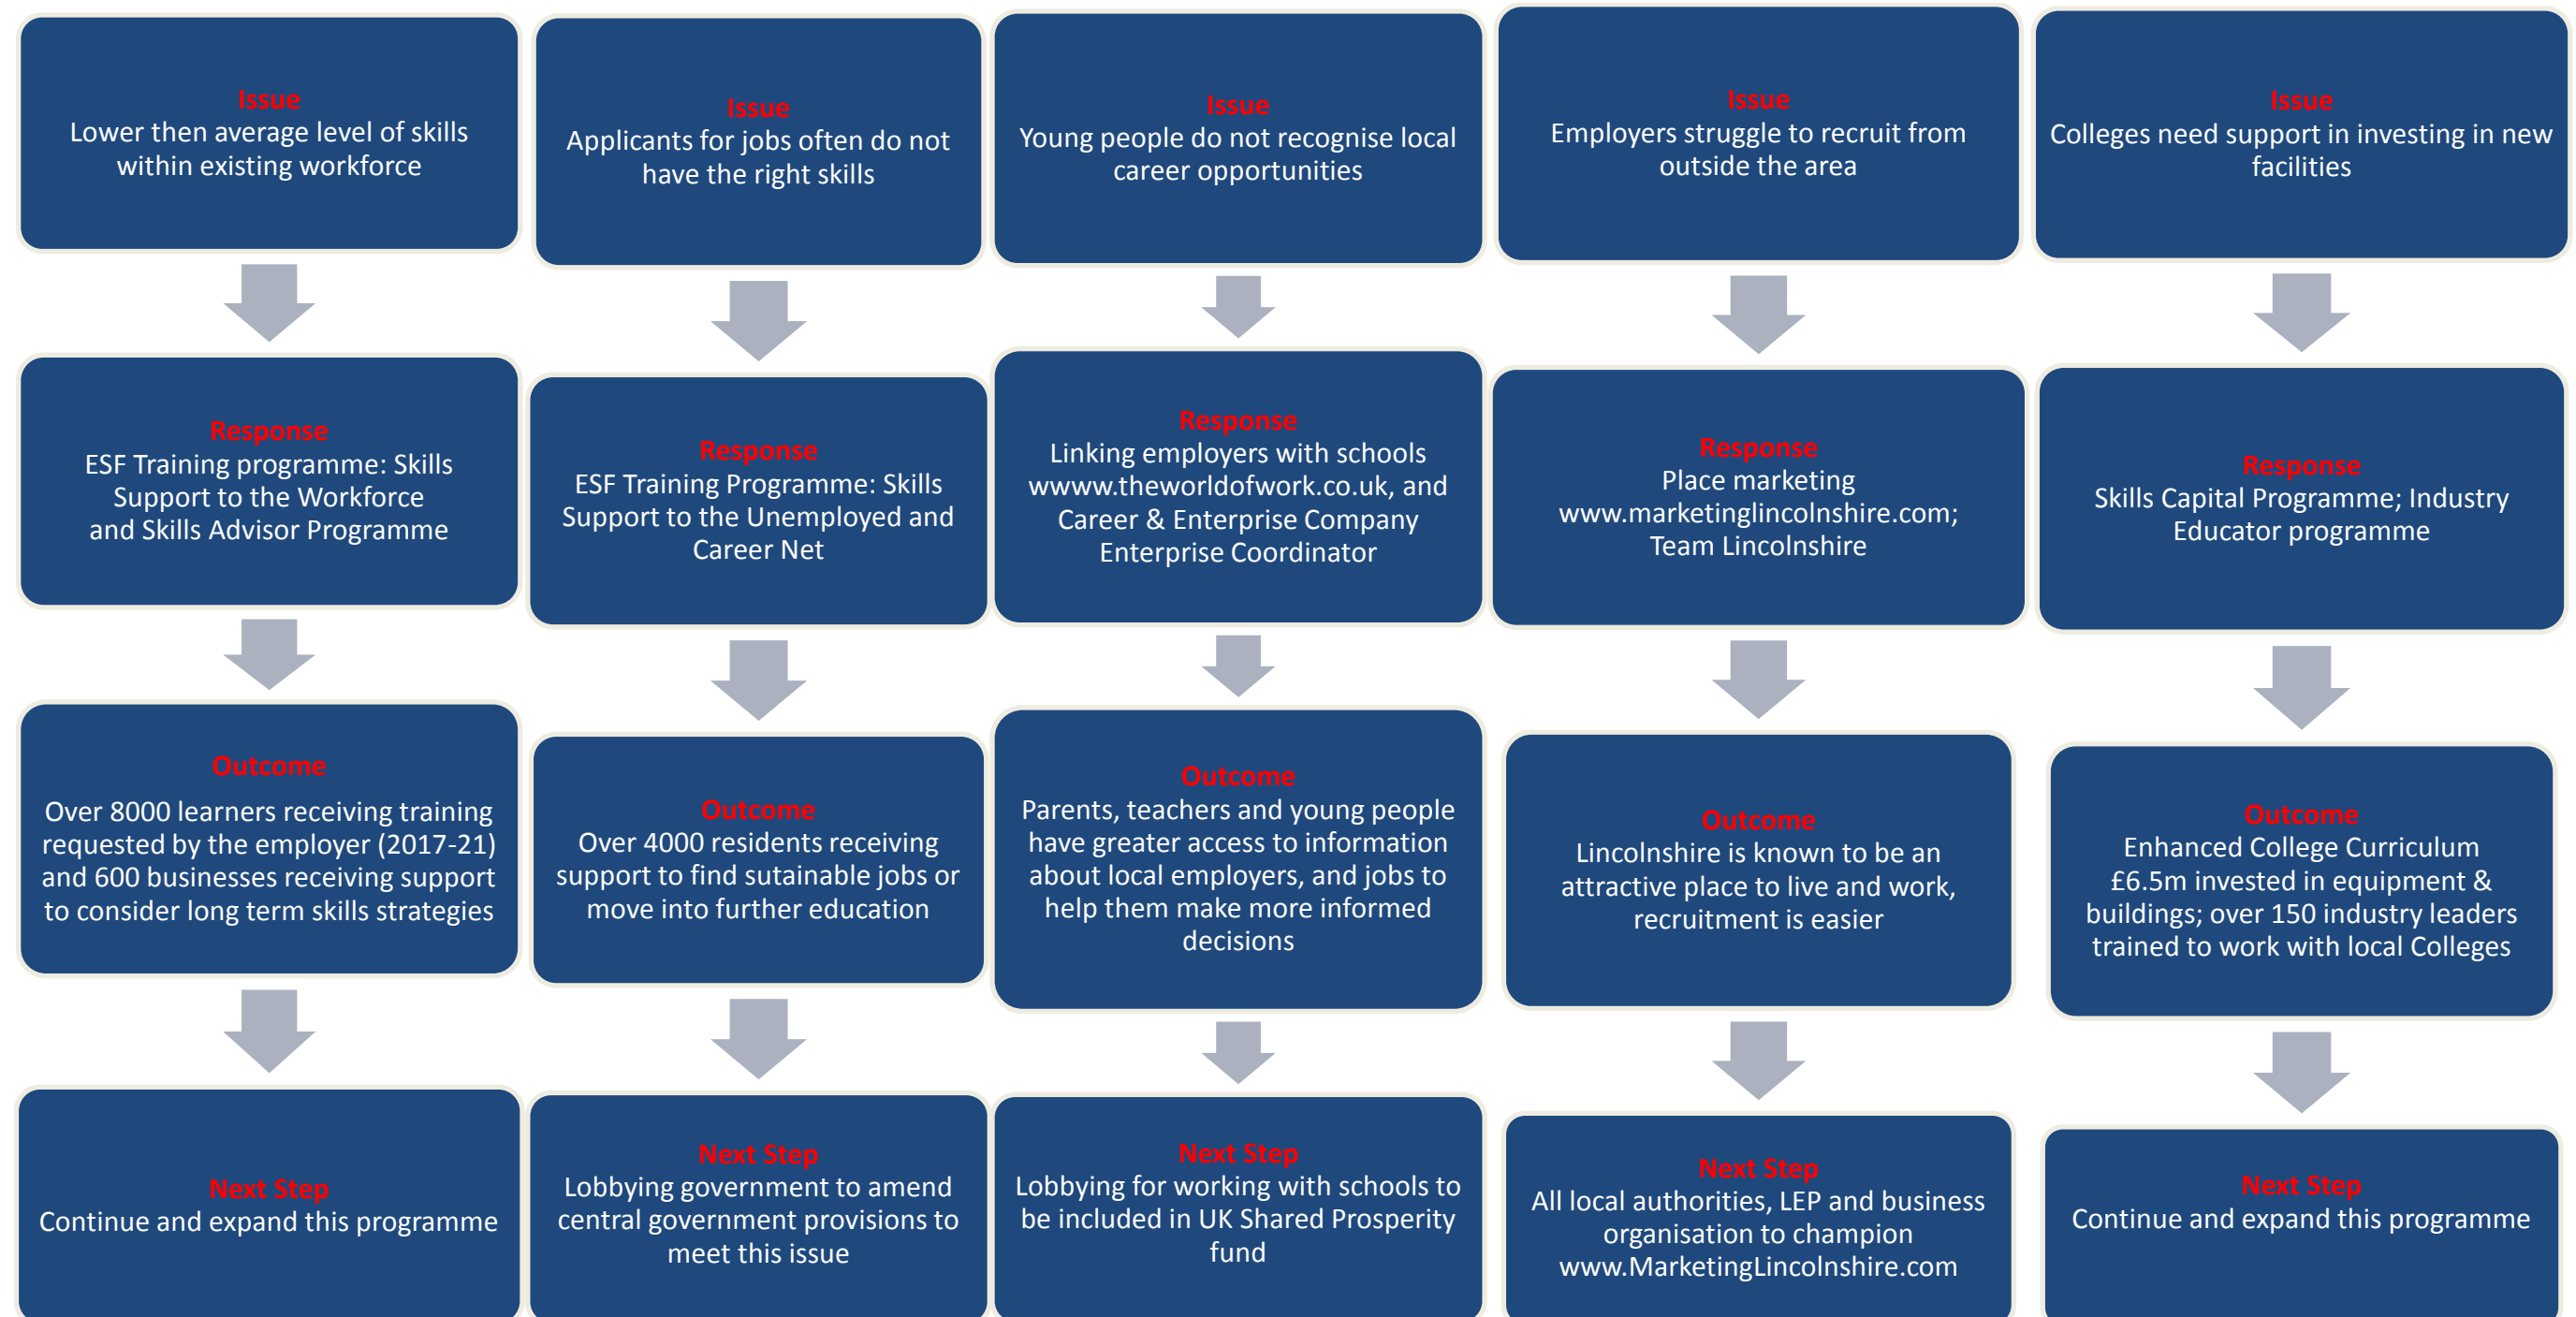 Issue
Lower then average level of skills
within existing workforce
Response
ESF Training programme: Skills
Support to the Workforce
and Skills Advisor Programme
Outcome
Over 8000 learners receiving training
requested by the employer (2017-21)
and 600 businesses receiving support
to consider long term skills strategies
Next Step
Continue and expand this programme
Issue
Applicants for jobs often do not
have the right skills
Response
ESF Training Programme: Skills
Support to the Unemployed and
Career Net
Outcome
Over 4000 residents receiving
support to find sutainable jobs or
move into further education
Next Step
Lobbying government to amend
central government provisions to
meet this issue
Issue
Young people do not recognise local
career opportunities
Response
Linking employers with schools
wwww.theworldofwork.co.uk, and
Career & Enterprise Company
Enterprise Coordinator
Outcome
Parents, teachers and young people
have greater access to information
about local employers, and jobs to
help them make more informed
decisions
Next Step
Lobbying for working with schools to
be included in UK Shared Prosperity
fund
Issue
Employers struggle to recruit from
outside the area
Response
Place marketing
www.marketinglincolnshire.com;
Team Lincolnshire
Outcome
Lincolnshire is known to be an
attractive place to live and work,
recruitment is easier
Next Step
All local authorities, LEP and business
organisation to champion
www.MarketingLincolnshire.com
Issue
Colleges need support in investing in new
facilities
Response
Skills Capital Programme; Industry
Educator programme
Outcome
Enhanced College Curriculum
£6.5m invested in equipment &
buildings; over 150 industry leaders
trained to work with local Colleges
Next Step
Continue and expand this programme